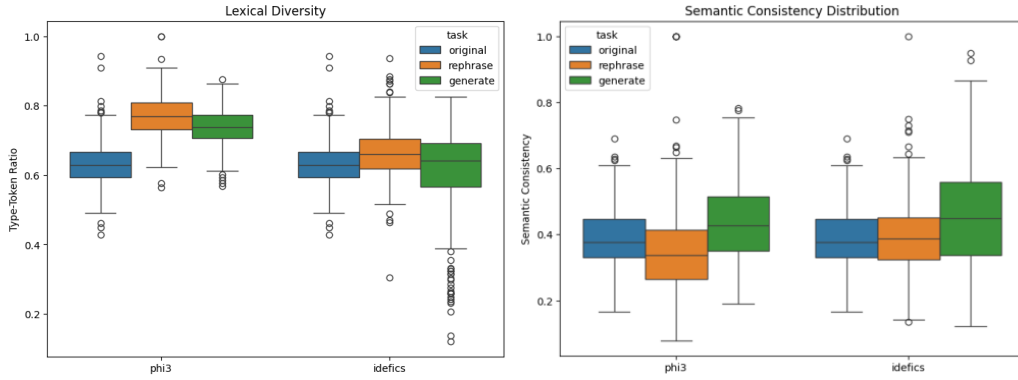 Lexical Diversity
task
original
rephrase
generate
Type-Token Ratio
1.0
0.8
0.6
0.4
0.2
phi3
idefics
Semantic Consistency Distribution
task
original
rephrase
generate
Semantic Consistency
1.0
0.8
0.6
0.4
0.2
phi3
idefics